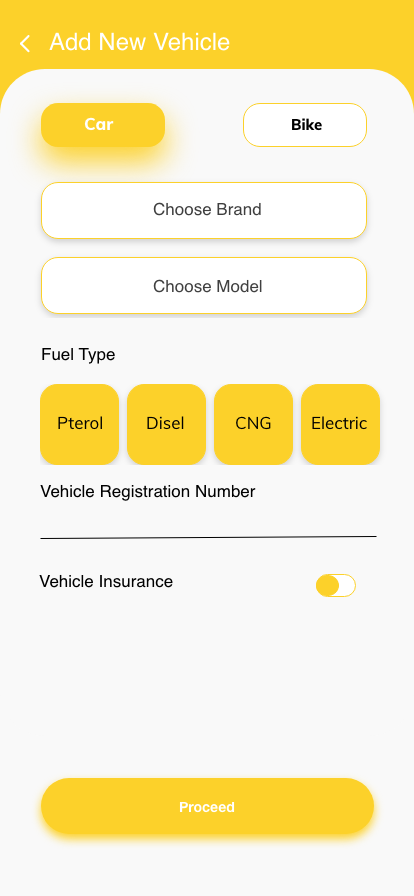 Add New Vehicle
Car
Bike
Choose Brand
Choose Model
Fuel Type
Pterol
Disel
CNG
Electric
Vehicle Registration Number
Vehicle Insurance
Proceed